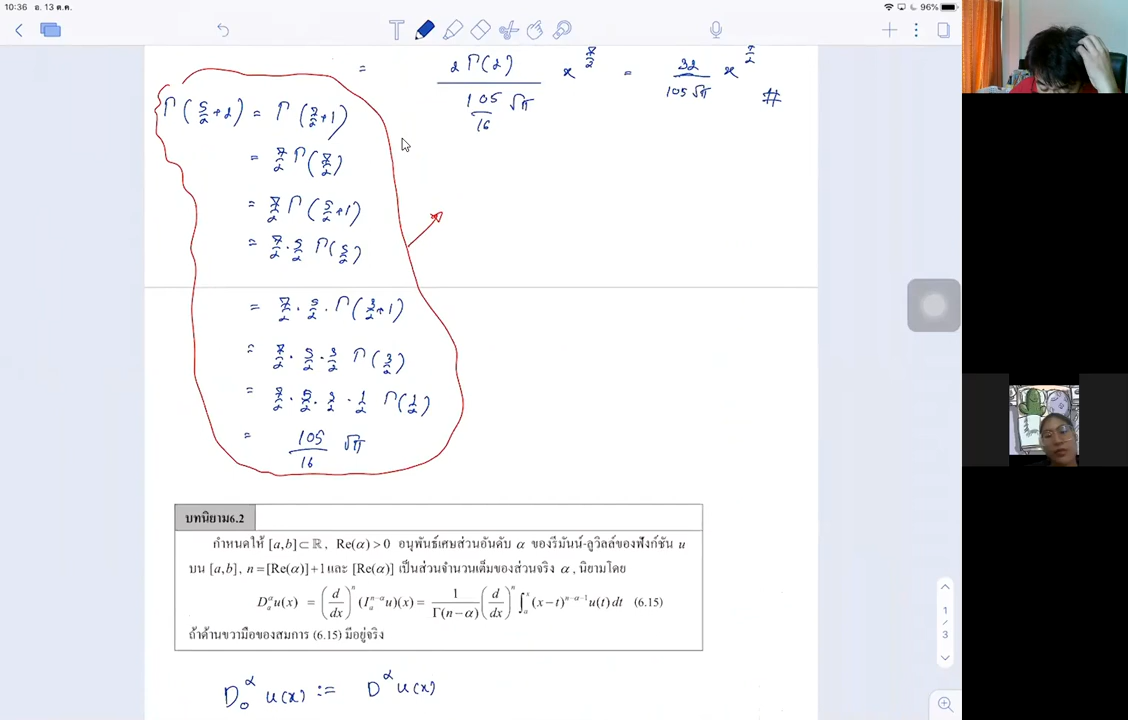 10:36 อ. 13 ต.ค.
96%
= 2 Γ(2) / (105/16 √π) x^(7/2) = 32/(105√π) x^(7/2) #
Γ(5/2+2) = Γ(7/2+1)
= 7/2 Γ(7/2)
= 7/2 Γ(5/2+1)
= 7/2 · 5/2 Γ(5/2)
= 7/2 · 5/2 · Γ(3/2+1)
= 7/2 · 5/2 · 3/2 Γ(3/2)
= 7/2 · 5/2 · 3/2 · 1/2 Γ(1/2)
= 105/16 √π
บทนิยาม6.2
กำหนดให้ [a,b]⊂ℝ, Re(α)>0 อนุพันธ์เศษส่วนอันดับ α ของรีมันน์-ลูวิลล์ของฟังก์ชัน u
บน [a,b], n=[Re(α)]+1 และ [Re(α)] เป็นส่วนจำนวนเต็มของส่วนจริง α, นิยามโดย
D_a^α u(x) = (d/dx)^n (I_a^(n-α) u)(x) = 1/Γ(n-α) (d/dx)^n ∫_a^x (x-t)^(n-α-1) u(t) dt (6.15)
ถ้าด้านขวามือของสมการ (6.15) มีอยู่จริง
D_0^α u(x) := D^α u(x)
1
/
3